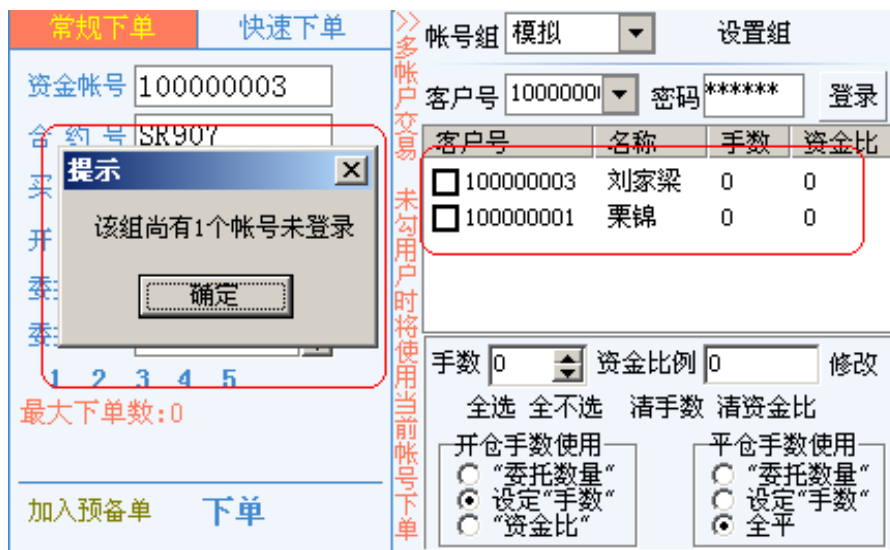 常规下单 快速下单
资金帐号 100000003
合约号 SR907
买
开
委
委
提示
该组尚有1个帐号未登录
确定
1 2 3 4 5
最大下单数:0
加入预备单 下单
>>多帐户交易 未勾用户时将使用当前帐号下单
帐号组 模拟 设置组
客户号 1000000 密码 ****** 登录
客户号 名称 手数 资金比
100000003 刘家梁 0 0
100000001 栗锦 0 0
手数 0 资金比例 0 修改
全选 全不选 清手数 清资金比
开仓手数使用
“委托数量“
设定“手数“
“资金比“
平仓手数使用
“委托数量“
设定“手数“
全平